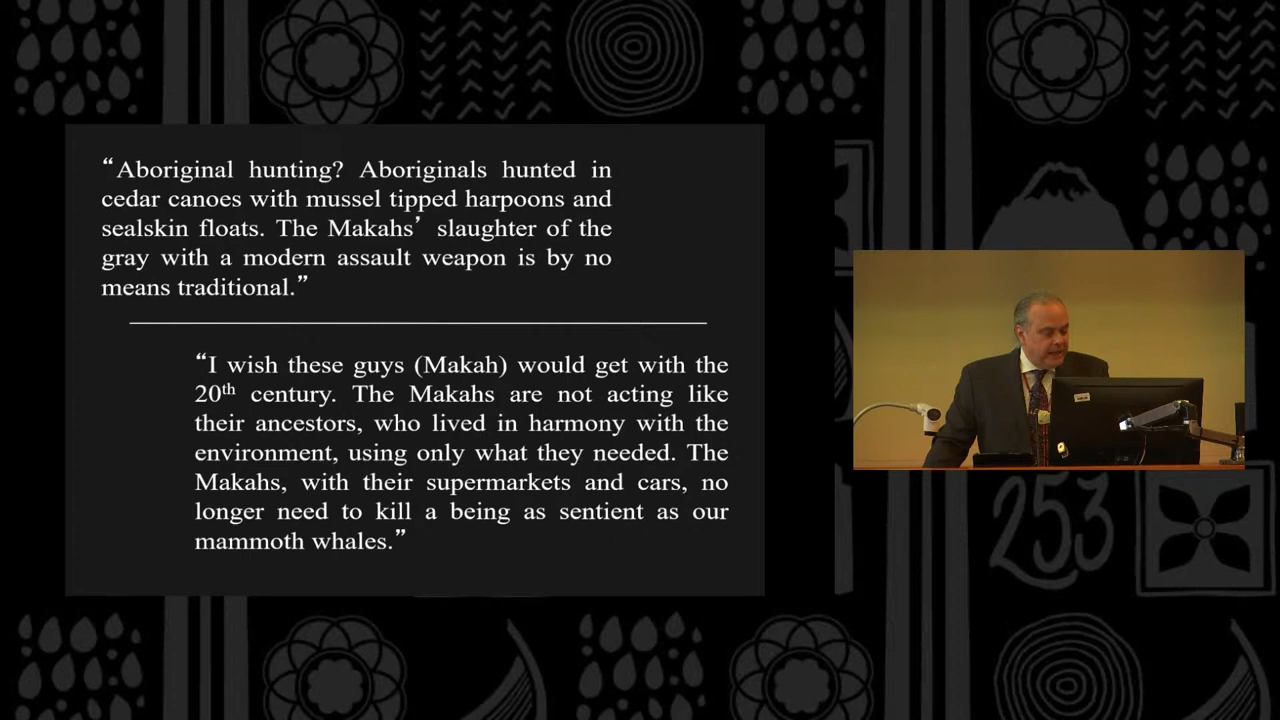 “Aboriginal hunting? Aboriginals hunted in
cedar canoes with mussel tipped harpoons and
sealskin floats. The Makahs’ slaughter of the
gray with a modern assault weapon is by no
means traditional.”
“I wish these guys (Makah) would get with the
20th century. The Makahs are not acting like
their ancestors, who lived in harmony with the
environment, using only what they needed. The
Makahs, with their supermarkets and cars, no
longer need to kill a being as sentient as our
mammoth whales.”
253